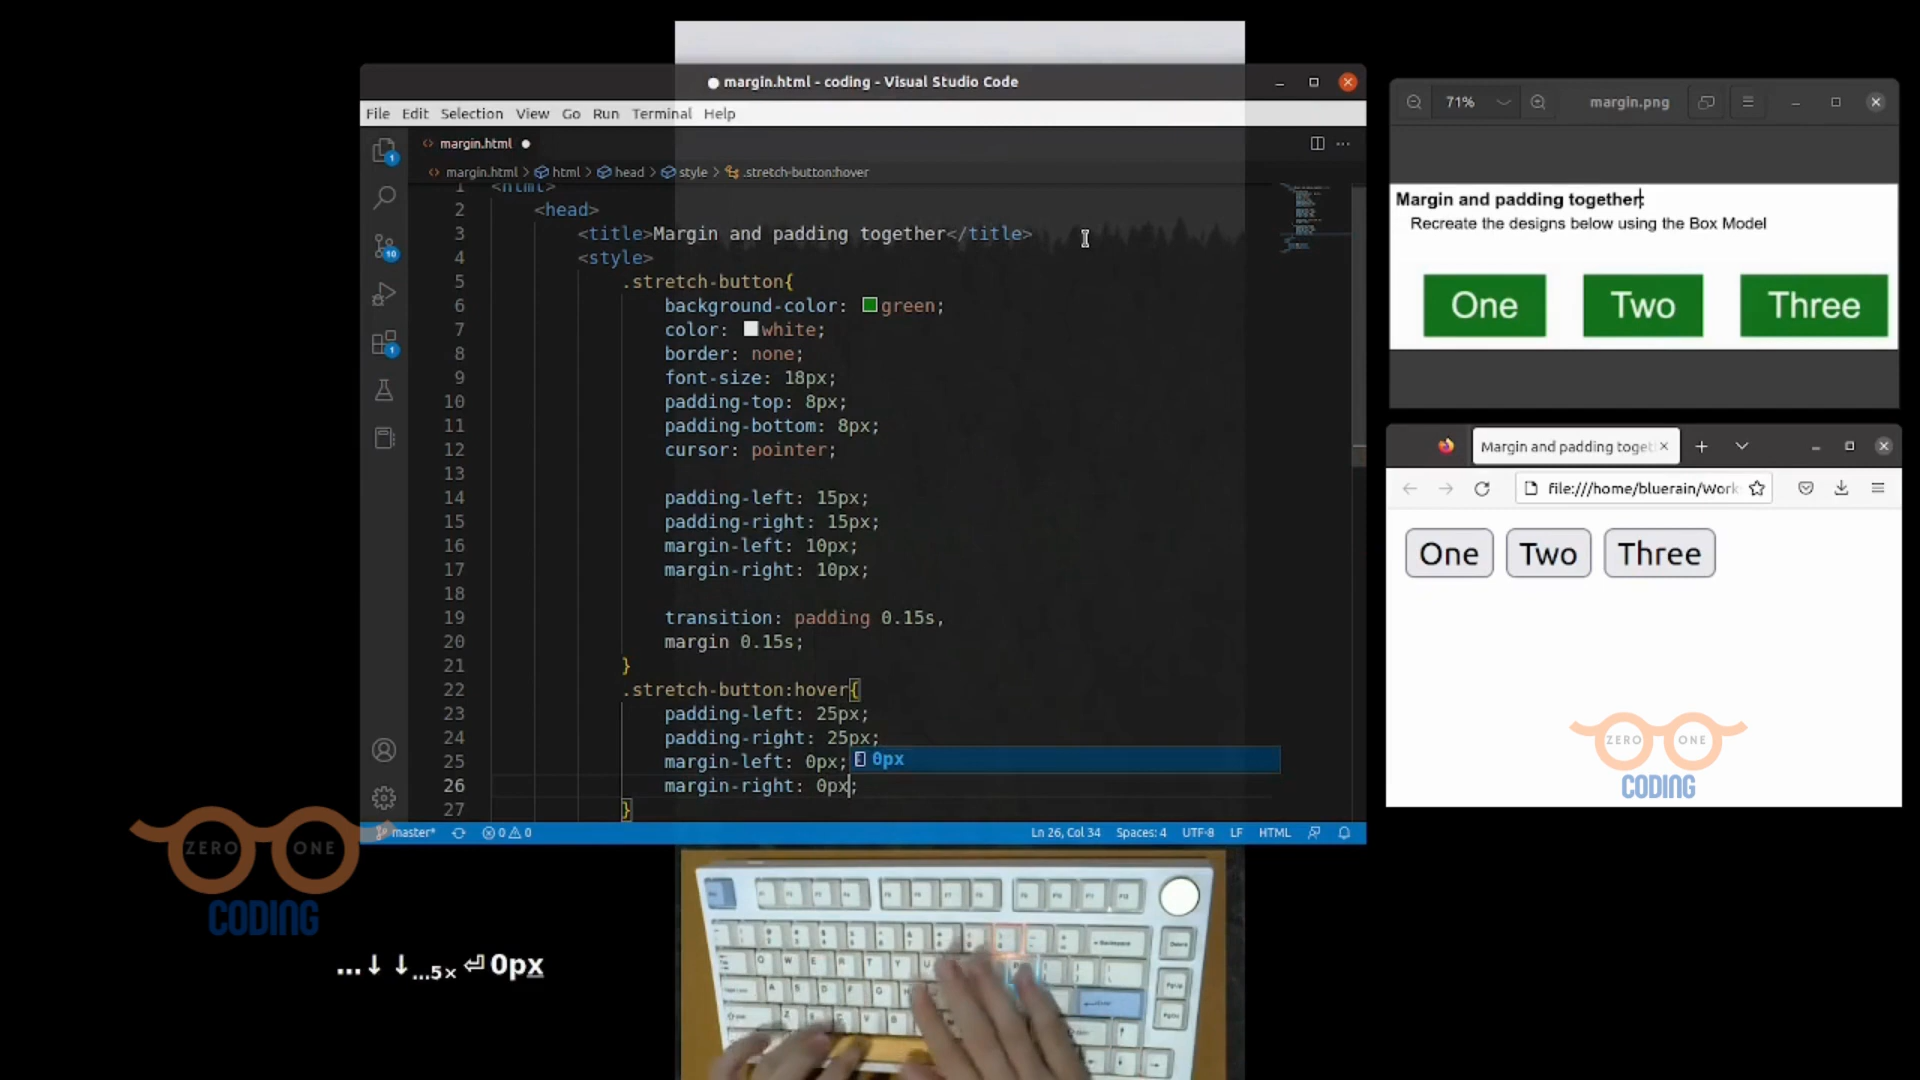 margin.html - coding - Visual Studio Code
File Edit Selection View Go Run Terminal Help
margin.html
margin.html > html > head > style > .stretch-button:hover
1 <html>
2 <head>
3 <title>Margin and padding together</title>
4 <style>
5 .stretch-button{
6 background-color: green;
7 color: white;
8 border: none;
9 font-size: 18px;
10 padding-top: 8px;
11 padding-bottom: 8px;
12 cursor: pointer;
13
14 padding-left: 15px;
15 padding-right: 15px;
16 margin-left: 10px;
17 margin-right: 10px;
18
19 transition: padding 0.15s,
20 margin 0.15s;
21 }
22 .stretch-button:hover{
23 padding-left: 25px;
24 padding-right: 25px;
25 margin-left: 0px;
0px
26 margin-right: 0px;
27 }
1
10
1
master* 0 0 Ln 26, Col 34 Spaces: 4 UTF-8 LF HTML
71% margin.png
Margin and padding together:
Recreate the designs below using the Box Model
One Two Three
Margin and padding toget
file:///home/bluerain/Work
One Two Three
ZERO ONE
CODING
ZERO ONE
CODING
...↓ ↓...5× ⏎ 0px